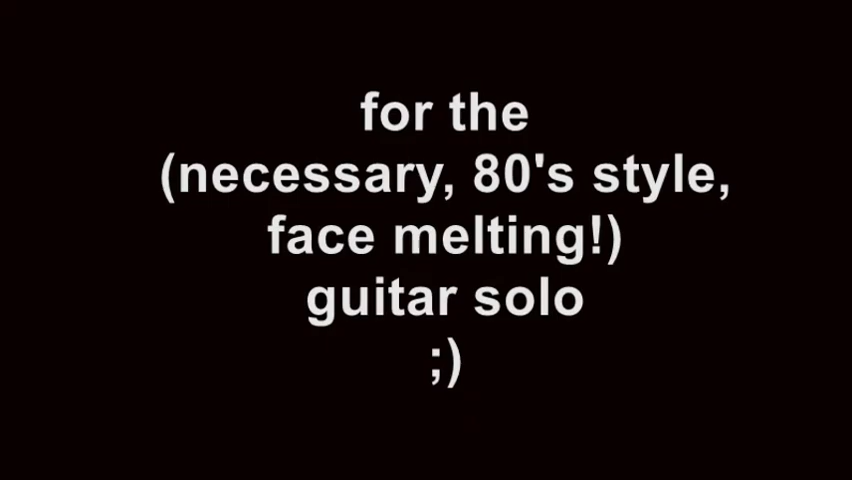 for the
(necessary, 80's style,
face melting!)
guitar solo
;)